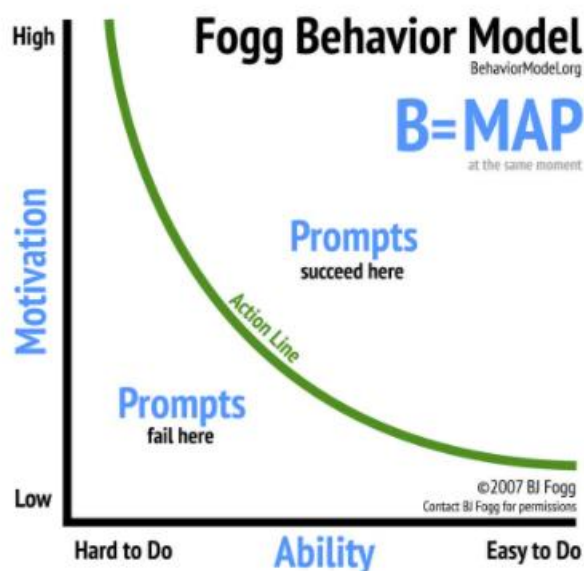 High
Fogg Behavior Model
BehaviorModel.org
B=MAP
at the same moment
Motivation
Prompts
succeed here
Action Line
Prompts
fail here
Low
©2007 BJ Fogg
Contact BJ Fogg for permissions
Hard to Do
Ability
Easy to Do